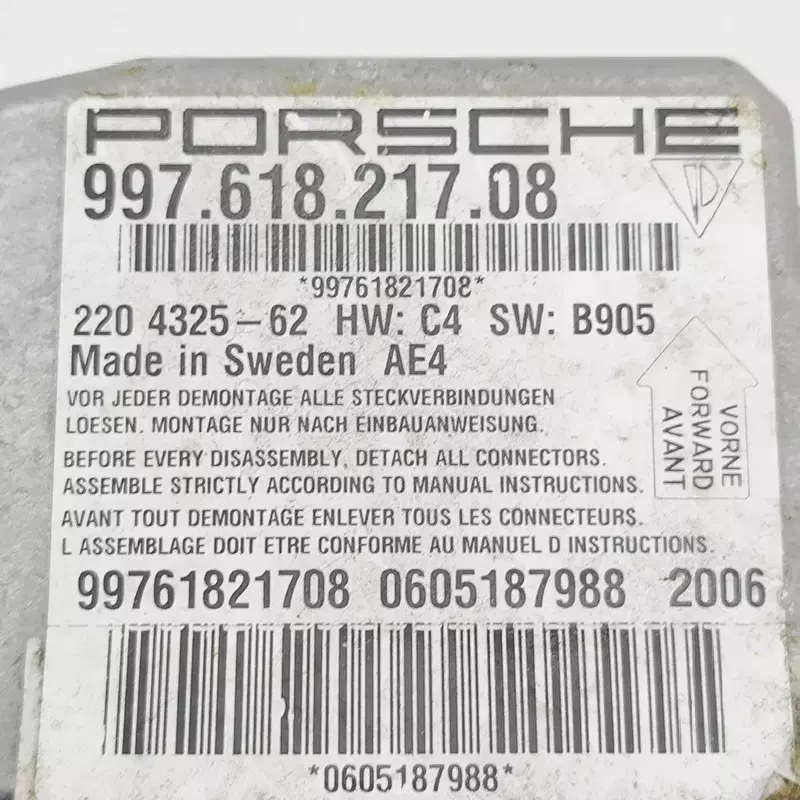 PORSCHE
997.618.217.08
*99761821708*
220 4325-62 HW: C4 SW: B905
Made in Sweden AE4
VOR JEDER DEMONTAGE ALLE STECKVERBINDUNGEN
LOESEN. MONTAGE NUR NACH EINBAUANWEISUNG.
BEFORE EVERY DISASSEMBLY, DETACH ALL CONNECTORS.
ASSEMBLE STRICTLY ACCORDING TO MANUAL INSTRUCTIONS.
AVANT TOUT DEMONTAGE ENLEVER TOUS LES CONNECTEURS.
L ASSEMBLAGE DOIT ETRE CONFORME AU MANUEL D INSTRUCTIONS.
VORNE
FORWARD
AVANT
99761821708 0605187988 2006
*0605187988*